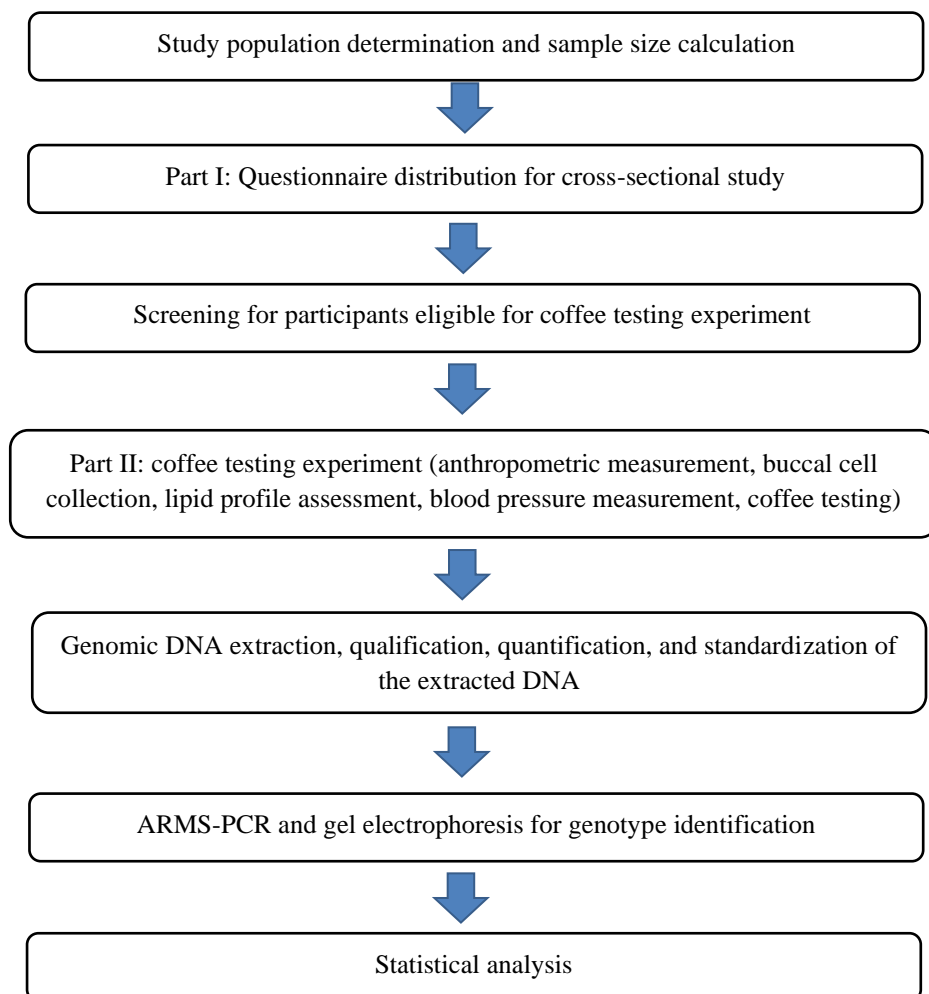 Study population determination and sample size calculation
Part I: Questionnaire distribution for cross-sectional study
Screening for participants eligible for coffee testing experiment
Part II: coffee testing experiment (anthropometric measurement, buccal cell
collection, lipid profile assessment, blood pressure measurement, coffee testing)
Genomic DNA extraction, qualification, quantification, and standardization of
the extracted DNA
ARMS-PCR and gel electrophoresis for genotype identification
Statistical analysis